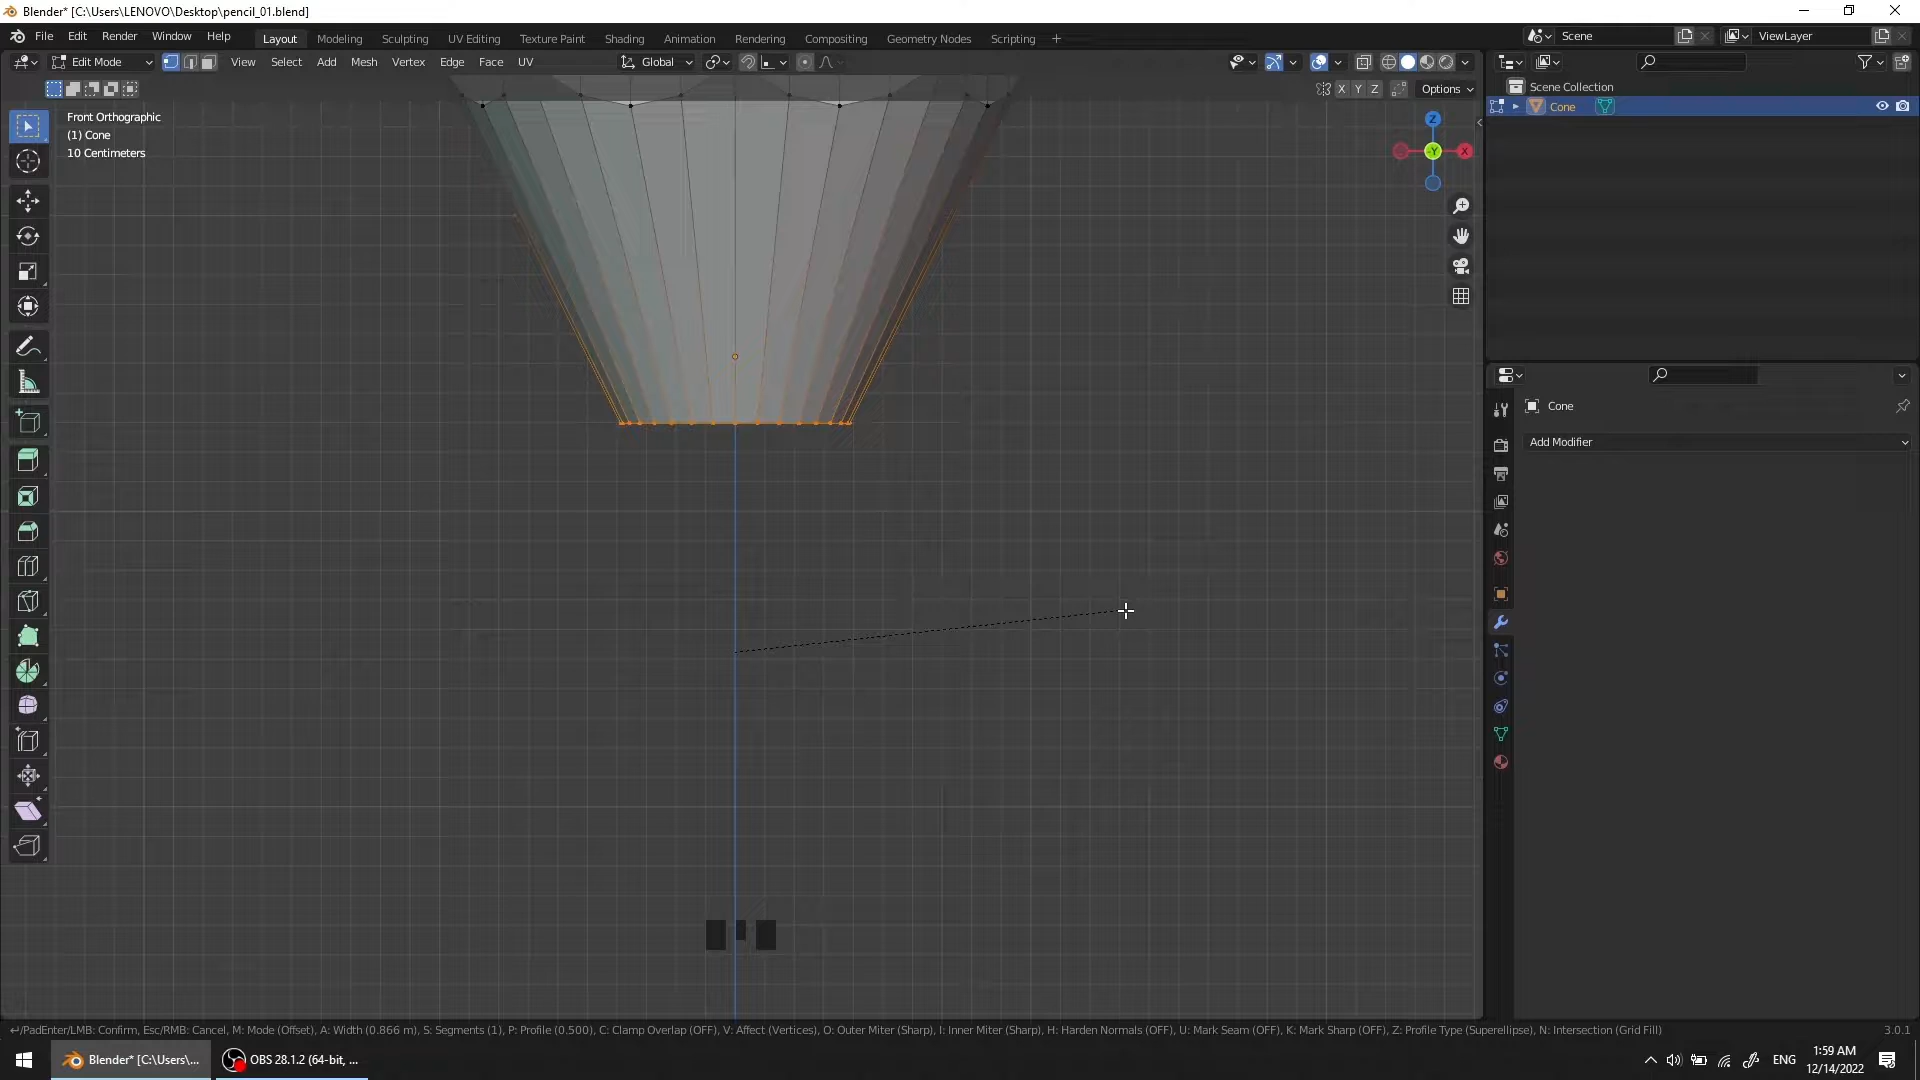 Blender* [C:\Users\LENOVO\Desktop\pencil_01.blend]
File Edit Render Window Help Layout Modeling Sculpting UV Editing Texture Paint Shading Animation Rendering Compositing Geometry Nodes Scripting + Scene ViewLayer
Edit Mode View Select Add Mesh Vertex Edge Face UV Global
X Y Z Options
Scene Collection
Cone
Front Orthographic
(1) Cone
10 Centimeters
Z
Y
X
Cone
Add Modifier
↵/PadEnter/LMB: Confirm, Esc/RMB: Cancel, M: Mode (Offset), A: Width (0.866 m), S: Segments (1), P: Profile (0.500), C: Clamp Overlap (OFF), V: Affect (Vertices), O: Outer Miter (Sharp), I: Inner Miter (Sharp), H: Harden Normals (OFF), U: Mark Seam (OFF), K: Mark Sharp (OFF), Z: Profile Type (Superellipse), N: Intersection (Grid Fill)
3.0.1
Blender* [C:\Users\... OBS 28.1.2 (64-bit, ... ENG 1:59 AM
12/14/2022